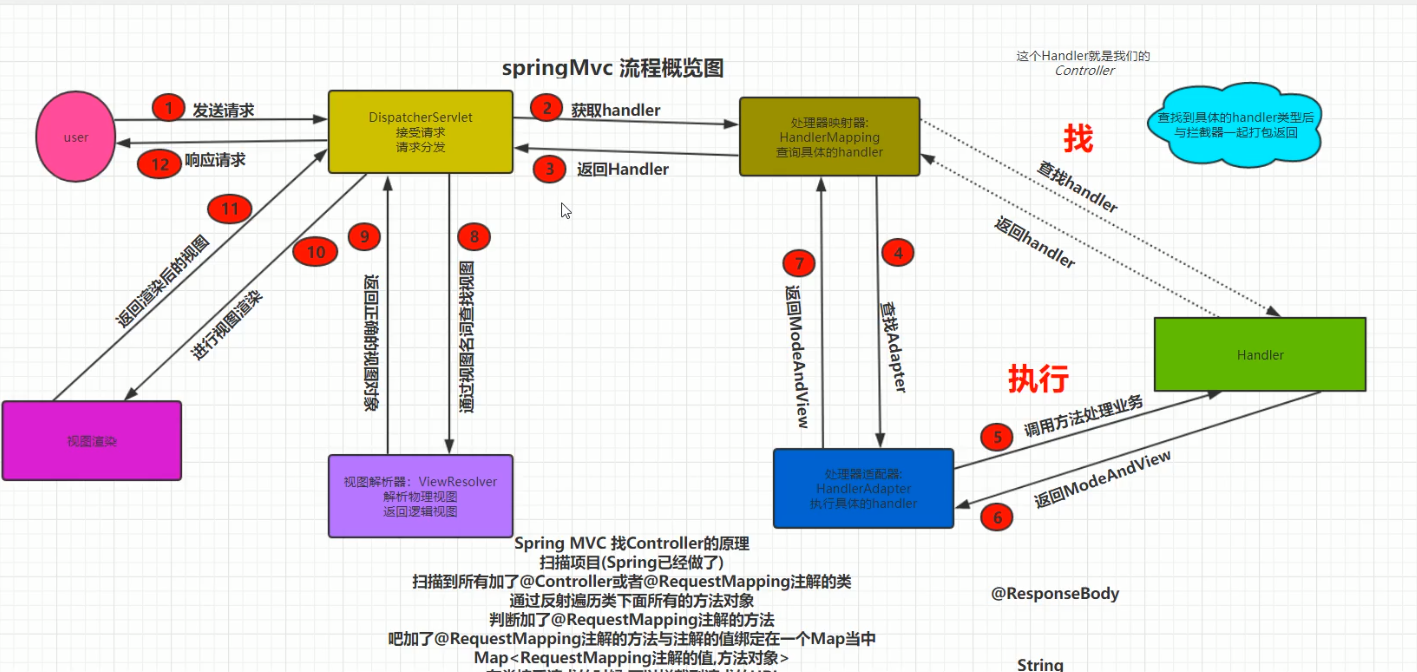 springMvc 流程概览图
这个Handler就是我们的
Controller
user
1
发送请求
12
响应请求
DispatcherServlet
接受请求
请求分发
2
获取handler
3
返回Handler
处理器映射器:
HandlerMapping
查询具体的handler
找
查找到具体的handler类型后
与拦截器一起打包返回
查找handler
返回handler
11
返回渲染后的视图
10
进行视图渲染
9
返回正确的视图对象
8
通过视图名问查找视图
7
返回ModeAndView
4
查找Adapter
Handler
执行
5
调用方法处理业务
6
返回ModeAndView
视图渲染
视图解析器：ViewResolver
解析物理视图
返回逻辑视图
处理器适配器:
HandlerAdapter
执行具体的handler
Spring MVC 找Controller的原理
扫描项目(Spring已经做了)
扫描到所有加了@Controller或者@RequestMapping注解的类
通过反射遍历类下面所有的方法对象
判断加了@RequestMapping注解的方法
吧加了@RequestMapping注解的方法与注解的值绑定在一个Map当中
Map<RequestMapping注解的值,方法对象>
@ResponseBody
String